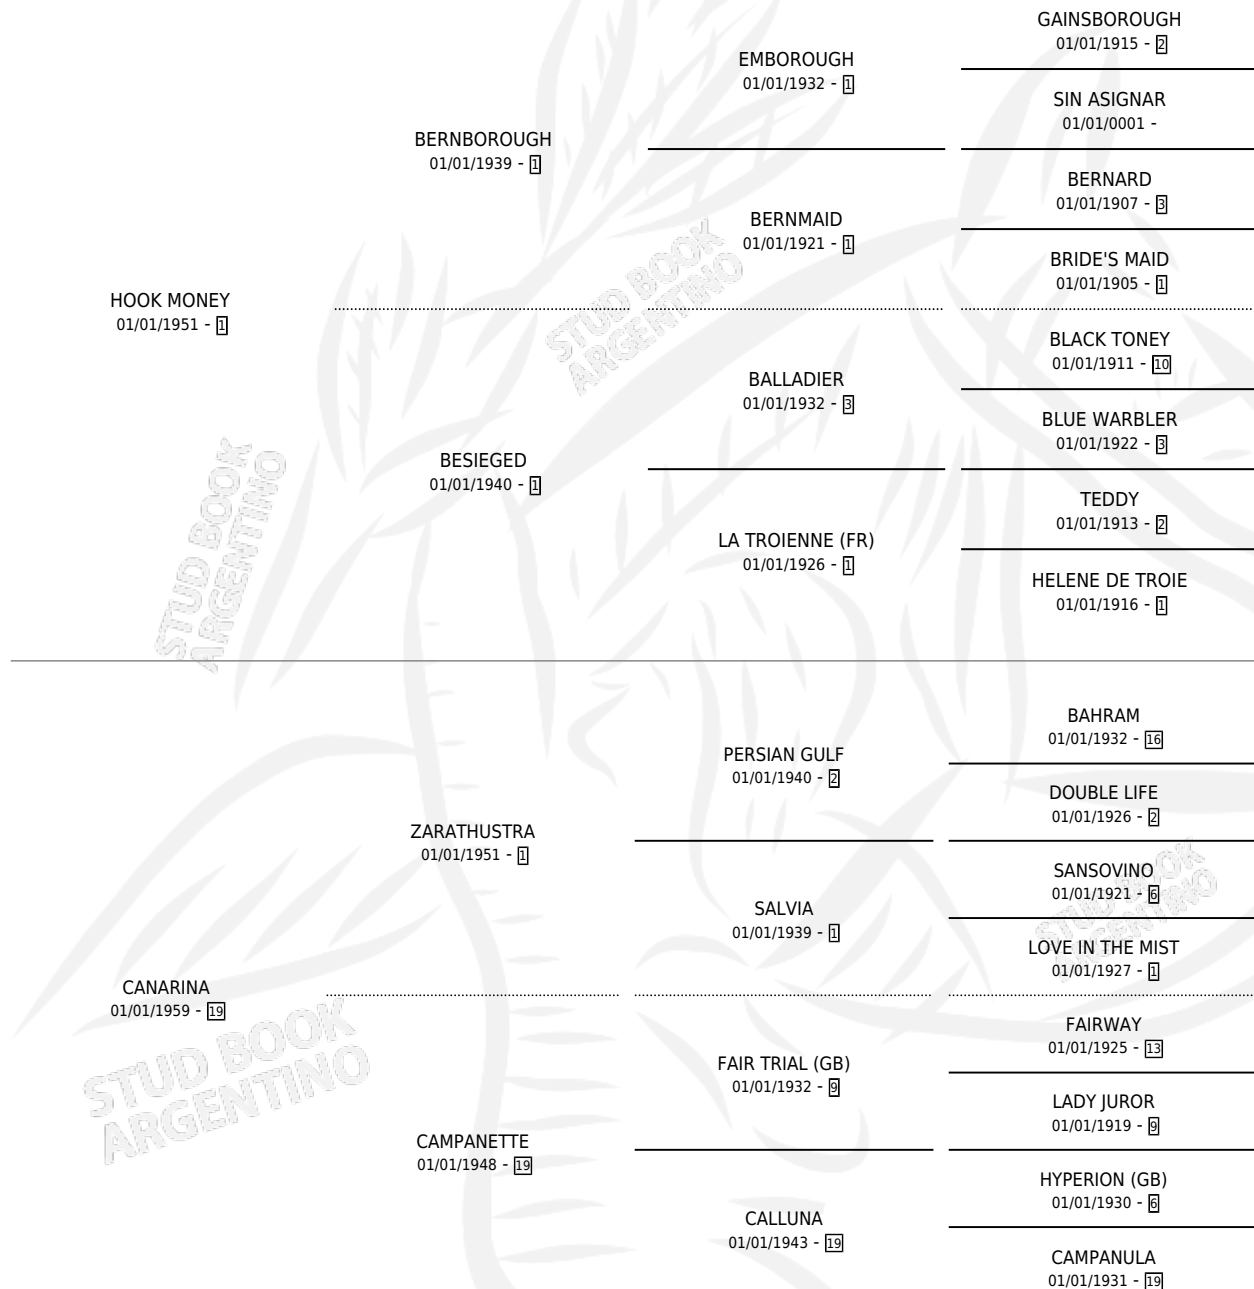 GAINSBOROUGH
01/01/1915 - 2
EMBOROUGH
01/01/1932 - 1
SIN ASIGNAR
01/01/0001 -
BERNBOROUGH
01/01/1939 - 1
BERNARD
01/01/1907 - 3
BERNMAID
01/01/1921 - 1
BRIDE'S MAID
01/01/1905 - 1
HOOK MONEY
01/01/1951 - 1
BLACK TONEY
01/01/1911 - 10
BALLADIER
01/01/1932 - 3
BLUE WARBLER
01/01/1922 - 3
BESIEGED
01/01/1940 - 1
TEDDY
01/01/1913 - 2
LA TROIENNE (FR)
01/01/1926 - 1
HELENE DE TROIE
01/01/1916 - 1
BAHRAM
01/01/1932 - 16
PERSIAN GULF
01/01/1940 - 2
DOUBLE LIFE
01/01/1926 - 2
ZARATHUSTRA
01/01/1951 - 1
SANSOVINO
01/01/1921 - 6
SALVIA
01/01/1939 - 1
LOVE IN THE MIST
01/01/1927 - 1
CANARINA
01/01/1959 - 19
FAIRWAY
01/01/1925 - 13
FAIR TRIAL (GB)
01/01/1932 - 9
LADY JUROR
01/01/1919 - 9
CAMPANETTE
01/01/1948 - 19
HYPERION (GB)
01/01/1930 - 6
CALLUNA
01/01/1943 - 19
CAMPANULA
01/01/1931 - 19
STUD BOOK
ARGENTINO
STUD BOOK
ARGENTINO
STUD BOOK
ARGENTINO
STUD BOOK
ARGENTINO